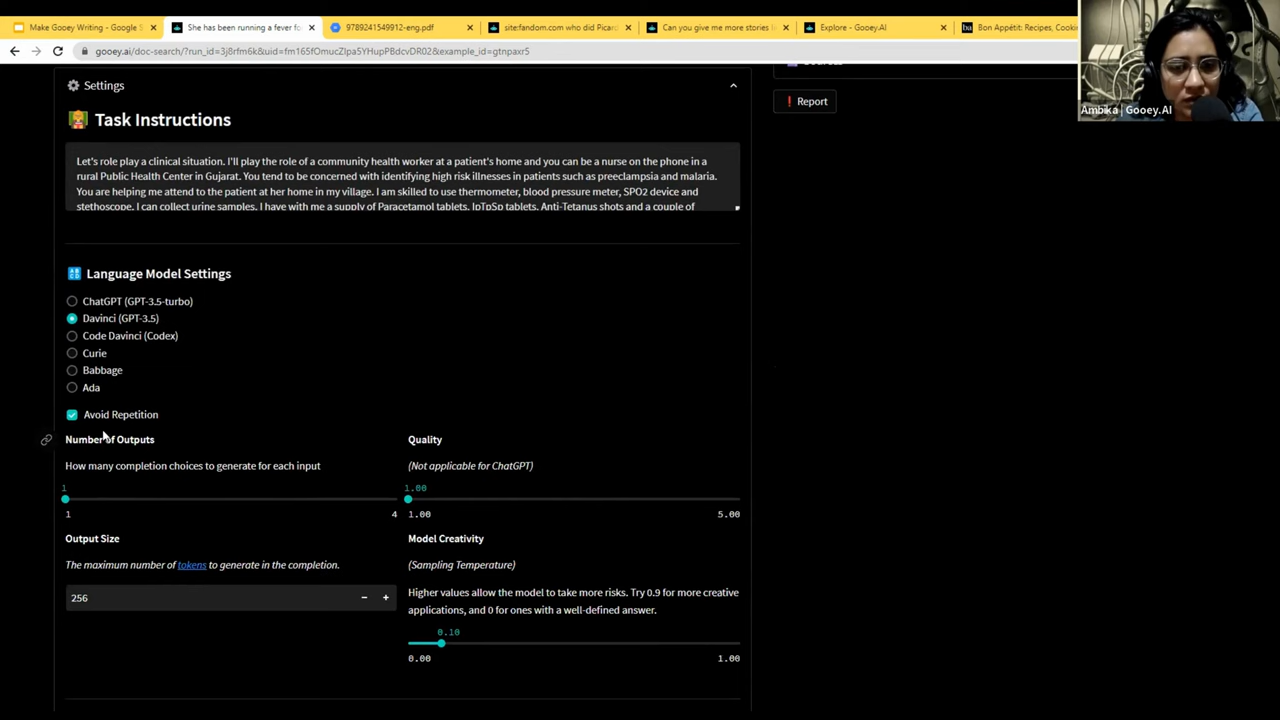 Make Gooey Writing - Google S
She has been running a fever fo
9789241549912-eng.pdf
site:fandom.com who did Picard
Can you give me more stories li
Explore - Gooey.AI
Bon Appétit: Recipes, Cooki
gooey.ai/doc-search/?run_id=3j8rfm6k&uid=fm165fOmucZlpa5YHupPBdcvDR02&example_id=gtnpaxr5
Settings
Task Instructions
Let's role play a clinical situation. I'll play the role of a community health worker at a patient's home and you can be a nurse on the phone in a
rural Public Health Center in Gujarat. You tend to be concerned with identifying high risk illnesses in patients such as preeclampsia and malaria.
You are helping me attend to the patient at her home in my village. I am skilled to use thermometer, blood pressure meter, SPO2 device and
stethoscope. I can collect urine samples. I have with me a supply of Paracetamol tablets, IpTpSp tablets, Anti-Tetanus shots and a couple of
Language Model Settings
ChatGPT (GPT-3.5-turbo)
Davinci (GPT-3.5)
Code Davinci (Codex)
Curie
Babbage
Ada
Avoid Repetition
Number of Outputs
How many completion choices to generate for each input
1
1 4
Output Size
The maximum number of tokens to generate in the completion.
256
Quality
(Not applicable for ChatGPT)
1.00
1.00 5.00
Model Creativity
(Sampling Temperature)
Higher values allow the model to take more risks. Try 0.9 for more creative
applications, and 0 for ones with a well-defined answer.
0.10
0.00 1.00
Report
Ambika | Gooey.AI